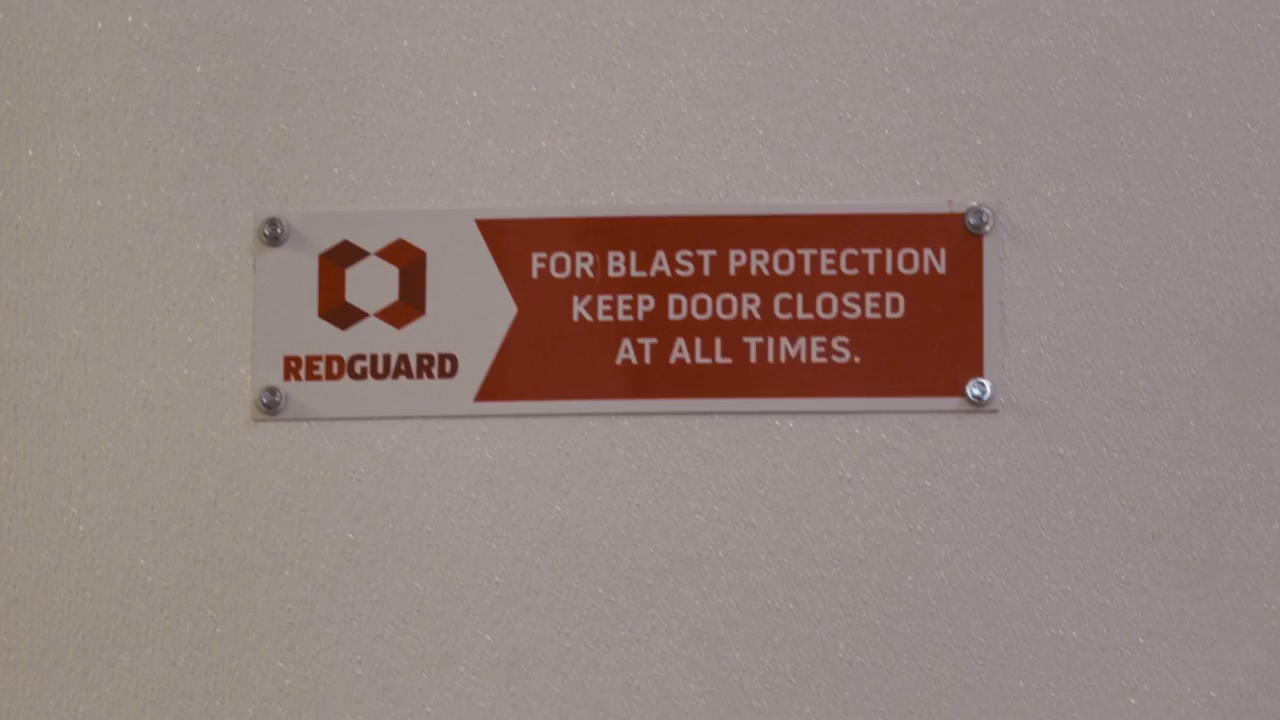 REDGUARD
FOR BLAST PROTECTION
KEEP DOOR CLOSED
AT ALL TIMES.